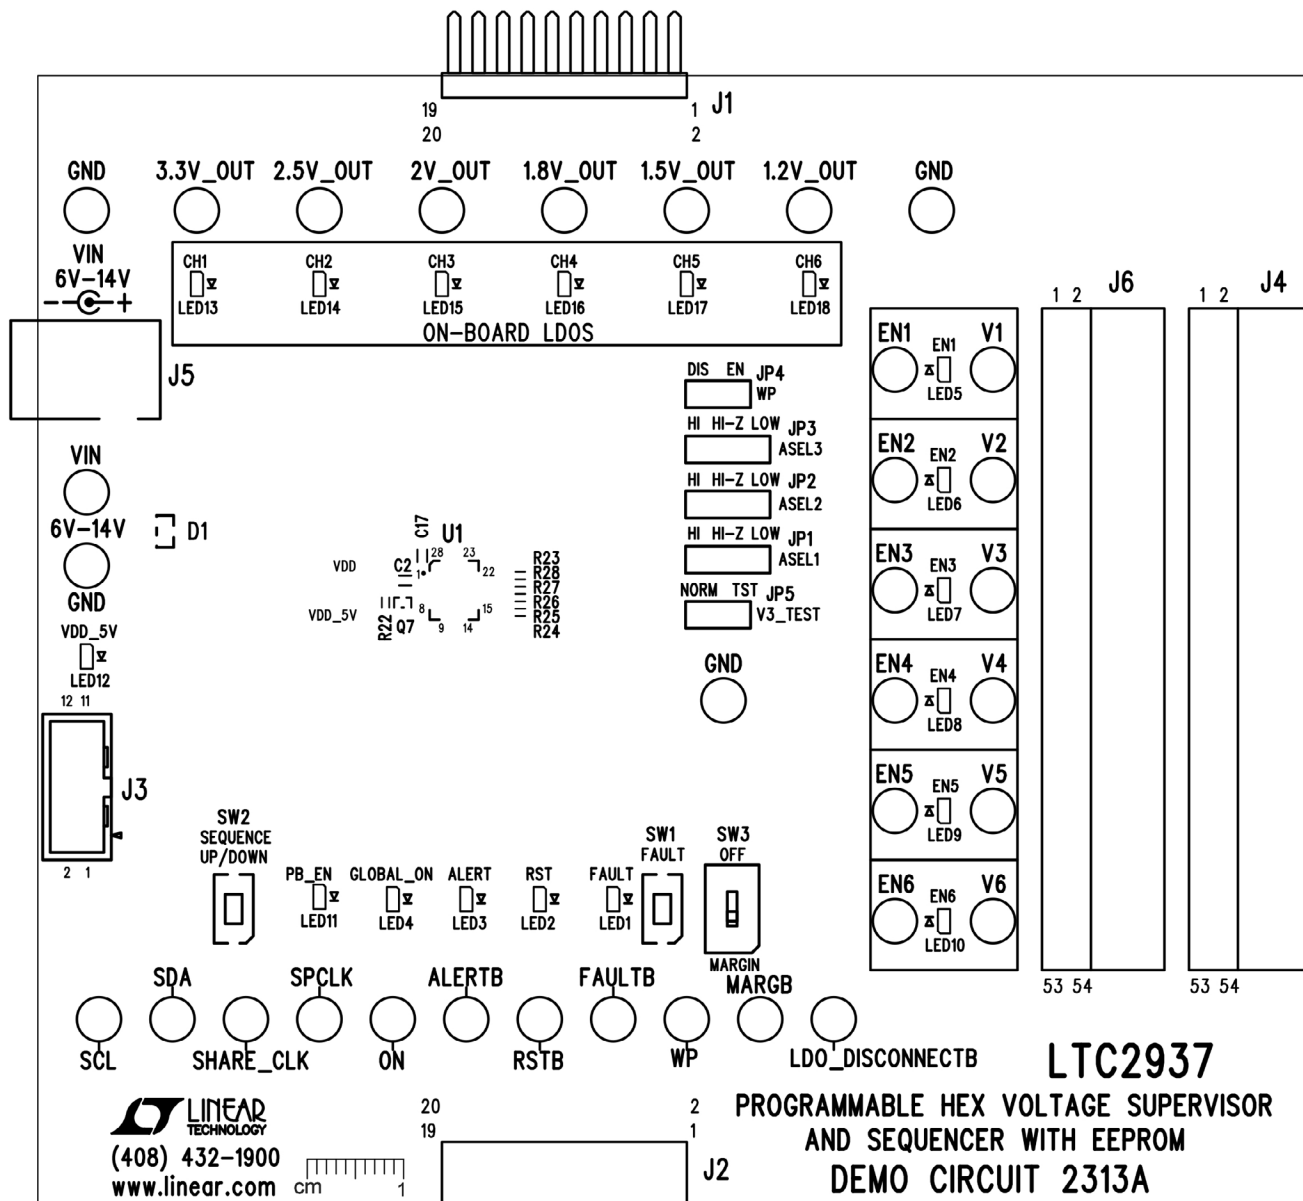 J1
19 1
20 2
GND 3.3V_OUT 2.5V_OUT 2V_OUT 1.8V_OUT 1.5V_OUT 1.2V_OUT GND
VIN
6V-14V
- +
CH1 CH2 CH3 CH4 CH5 CH6
LED13 LED14 LED15 LED16 LED17 LED18
ON-BOARD LDOS
J5
J6 J4
1 2 1 2
DIS EN JP4
WP
HI HI-Z LOW JP3
ASEL3
HI HI-Z LOW JP2
ASEL2
HI HI-Z LOW JP1
ASEL1
NORM TST JP5
V3_TEST
EN1 EN1 V1
LED5
EN2 EN2 V2
LED6
EN3 EN3 V3
LED7
EN4 EN4 V4
LED8
EN5 EN5 V5
LED9
EN6 EN6 V6
LED10
53 54 53 54
VIN
6V-14V
D1
GND
VDD_5V
LED12
12 11
J3
2 1
C17 U1
VDD C2 1 28 23 22
VDD_5V 8 15
R22 Q7 9 14
R23
R28
R27
R26
R25
R24
GND
SW2
SEQUENCE
UP/DOWN
SW1
FAULT
SW3
OFF
MARGIN
PB_EN GLOBAL_ON ALERT RST FAULT
LED11 LED4 LED3 LED2 LED1
SDA SPCLK ALERTB FAULTB MARGB
SCL SHARE_CLK ON RSTB WP LDO_DISCONNECTB
LINEAR
TECHNOLOGY
(408) 432-1900
www.linear.com
cm 1
20 2
19 1
J2
LTC2937
PROGRAMMABLE HEX VOLTAGE SUPERVISOR
AND SEQUENCER WITH EEPROM
DEMO CIRCUIT 2313A